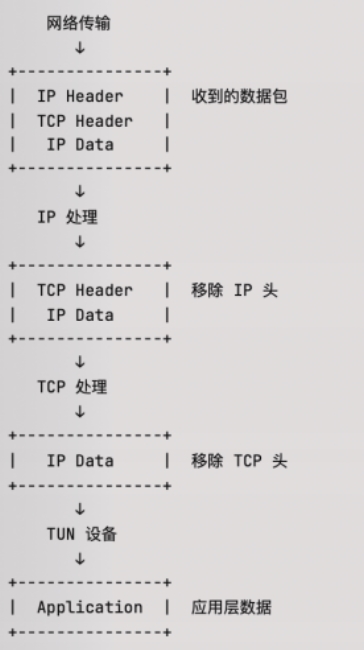 网络传输
↓
+----------------+
|  IP Header     |  收到的数据包
|  TCP Header    |
|   IP Data      |
+----------------+
↓
IP 处理
↓
+----------------+
|  TCP Header    |  移除 IP 头
|   IP Data      |
+----------------+
↓
TCP 处理
↓
+----------------+
|   IP Data      |  移除 TCP 头
+----------------+
↓
TUN 设备
↓
+----------------+
|  Application   |  应用层数据
+----------------+